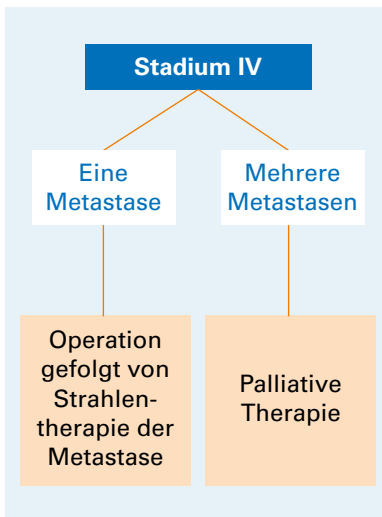 Stadium IV
Eine
Metastase
Mehrere
Metastasen
Operation
gefolgt von
Strahlen-
therapie der
Metastase
Palliative
Therapie